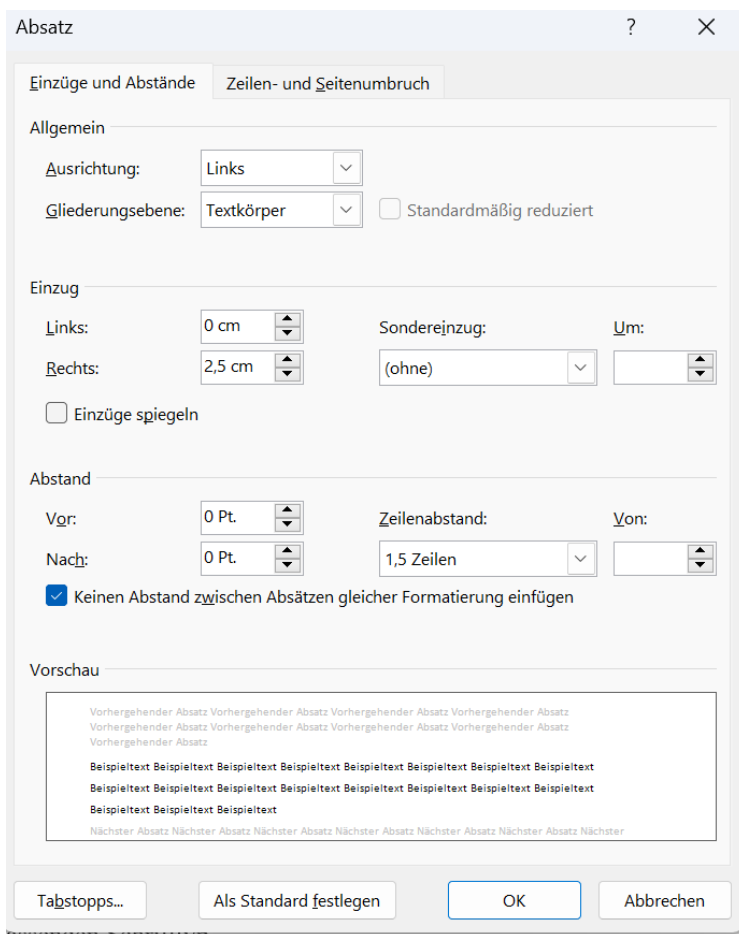 Absatz ?
Einzüge und Abstände Zeilen- und Seitenumbruch
Allgemein
Ausrichtung: Links
Gliederungsebene: Textkörper Standardmäßig reduziert
Einzug
Links: 0 cm Sondereinzug: Um:
Rechts: 2,5 cm (ohne)
Einzüge spiegeln
Abstand
Vor: 0 Pt. Zeilenabstand: Von:
Nach: 0 Pt. 1,5 Zeilen
Keinen Abstand zwischen Absätzen gleicher Formatierung einfügen
Vorschau
Vorhergehender Absatz Vorhergehender Absatz Vorhergehender Absatz Vorhergehender Absatz
Vorhergehender Absatz Vorhergehender Absatz Vorhergehender Absatz Vorhergehender Absatz
Vorhergehender Absatz
Beispieltext Beispieltext Beispieltext Beispieltext Beispieltext Beispieltext Beispieltext Beispieltext
Beispieltext Beispieltext Beispieltext Beispieltext Beispieltext Beispieltext Beispieltext Beispieltext
Beispieltext Beispieltext Beispieltext
Nächster Absatz Nächster Absatz Nächster Absatz Nächster Absatz Nächster Absatz Nächster Absatz Nächster
Tabstopps... Als Standard festlegen OK Abbrechen